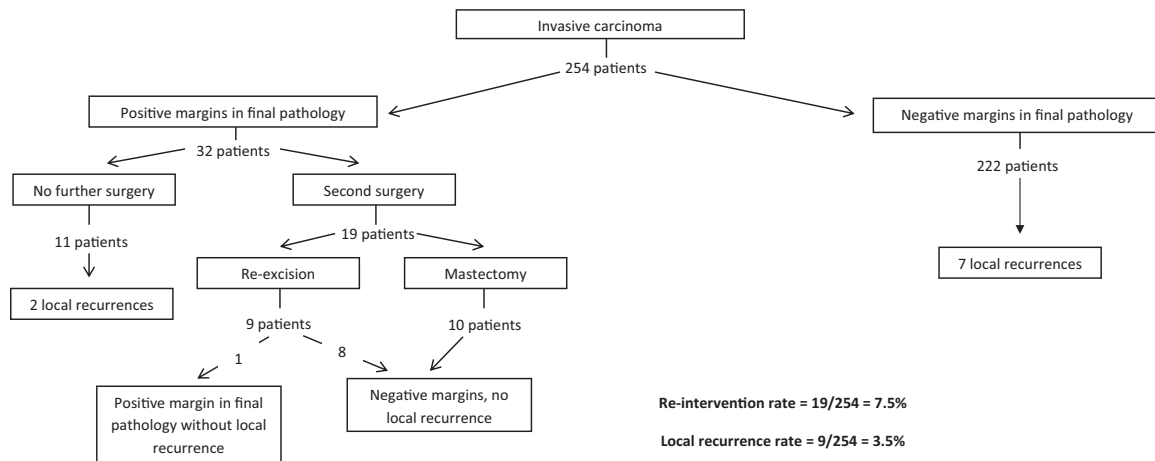 Invasive carcinoma
254 patients
Positive margins in final pathology
Negative margins in final pathology
32 patients
222 patients
No further surgery
Second surgery
11 patients
19 patients
Re-excision
Mastectomy
7 local recurrences
2 local recurrences
9 patients
10 patients
1
8
Positive margin in final
pathology without local
recurrence
Negative margins, no
local recurrence
Re-intervention rate = 19/254 = 7.5%
Local recurrence rate = 9/254 = 3.5%